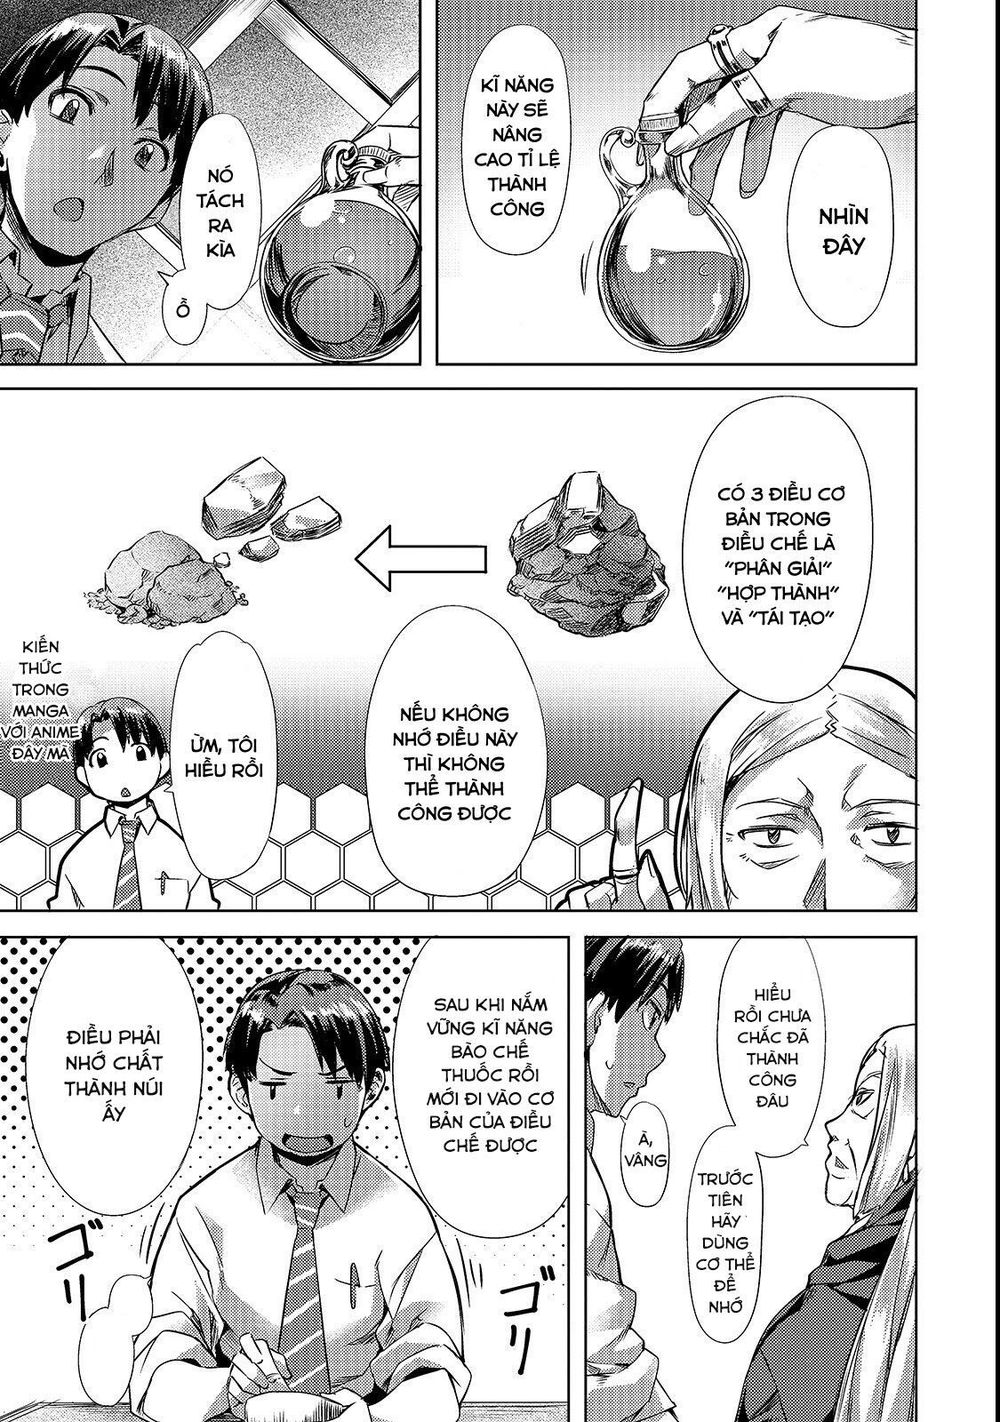 NHÌN
ĐÂY
KĨ NĂNG
NÀY SẼ
NÂNG
CAO TỈ LỆ
THÀNH
CÔNG
NÓ
TÁCH
RA
KÌA
Ồ
CÓ 3 ĐIỀU CƠ
BẢN TRONG
ĐIỀU CHẾ LÀ
"PHÂN GIẢI"
"HỢP THÀNH"
VÀ "TÁI TẠO"
NẾU KHÔNG
NHỚ ĐIỀU NÀY
THÌ KHÔNG
THỂ THÀNH
CÔNG ĐƯỢC
ỪM, TÔI
HIỂU RỒI
KIẾN
THỨC
TRONG
MANGA
VỚI ANIME
ĐÂY MÀ
HIỂU
RỒI CHƯA
CHẮC ĐÃ
THÀNH
CÔNG
ĐÂU
À,
VÂNG
TRƯỚC
TIÊN
HÃY
DÙNG
CƠ THỂ
ĐỂ
NHỚ
SAU KHI NẮM
VỮNG KĨ NĂNG
BÀO CHẾ
THUỐC RỒI
MỚI ĐI VÀO CƠ
BẢN CỦA ĐIỀU
CHẾ ĐƯỢC
ĐIỀU PHẢI
NHỚ CHẤT
THÀNH NÚI
ẤY
ゴリ
ゴリ